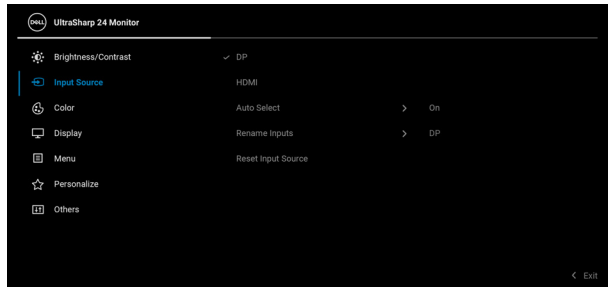 DELL UltraSharp 24 Monitor
Brightness/Contrast DP
Input Source HDMI
Color Auto Select On
Display Rename Inputs DP
Menu Reset Input Source
Personalize
Others
Exit